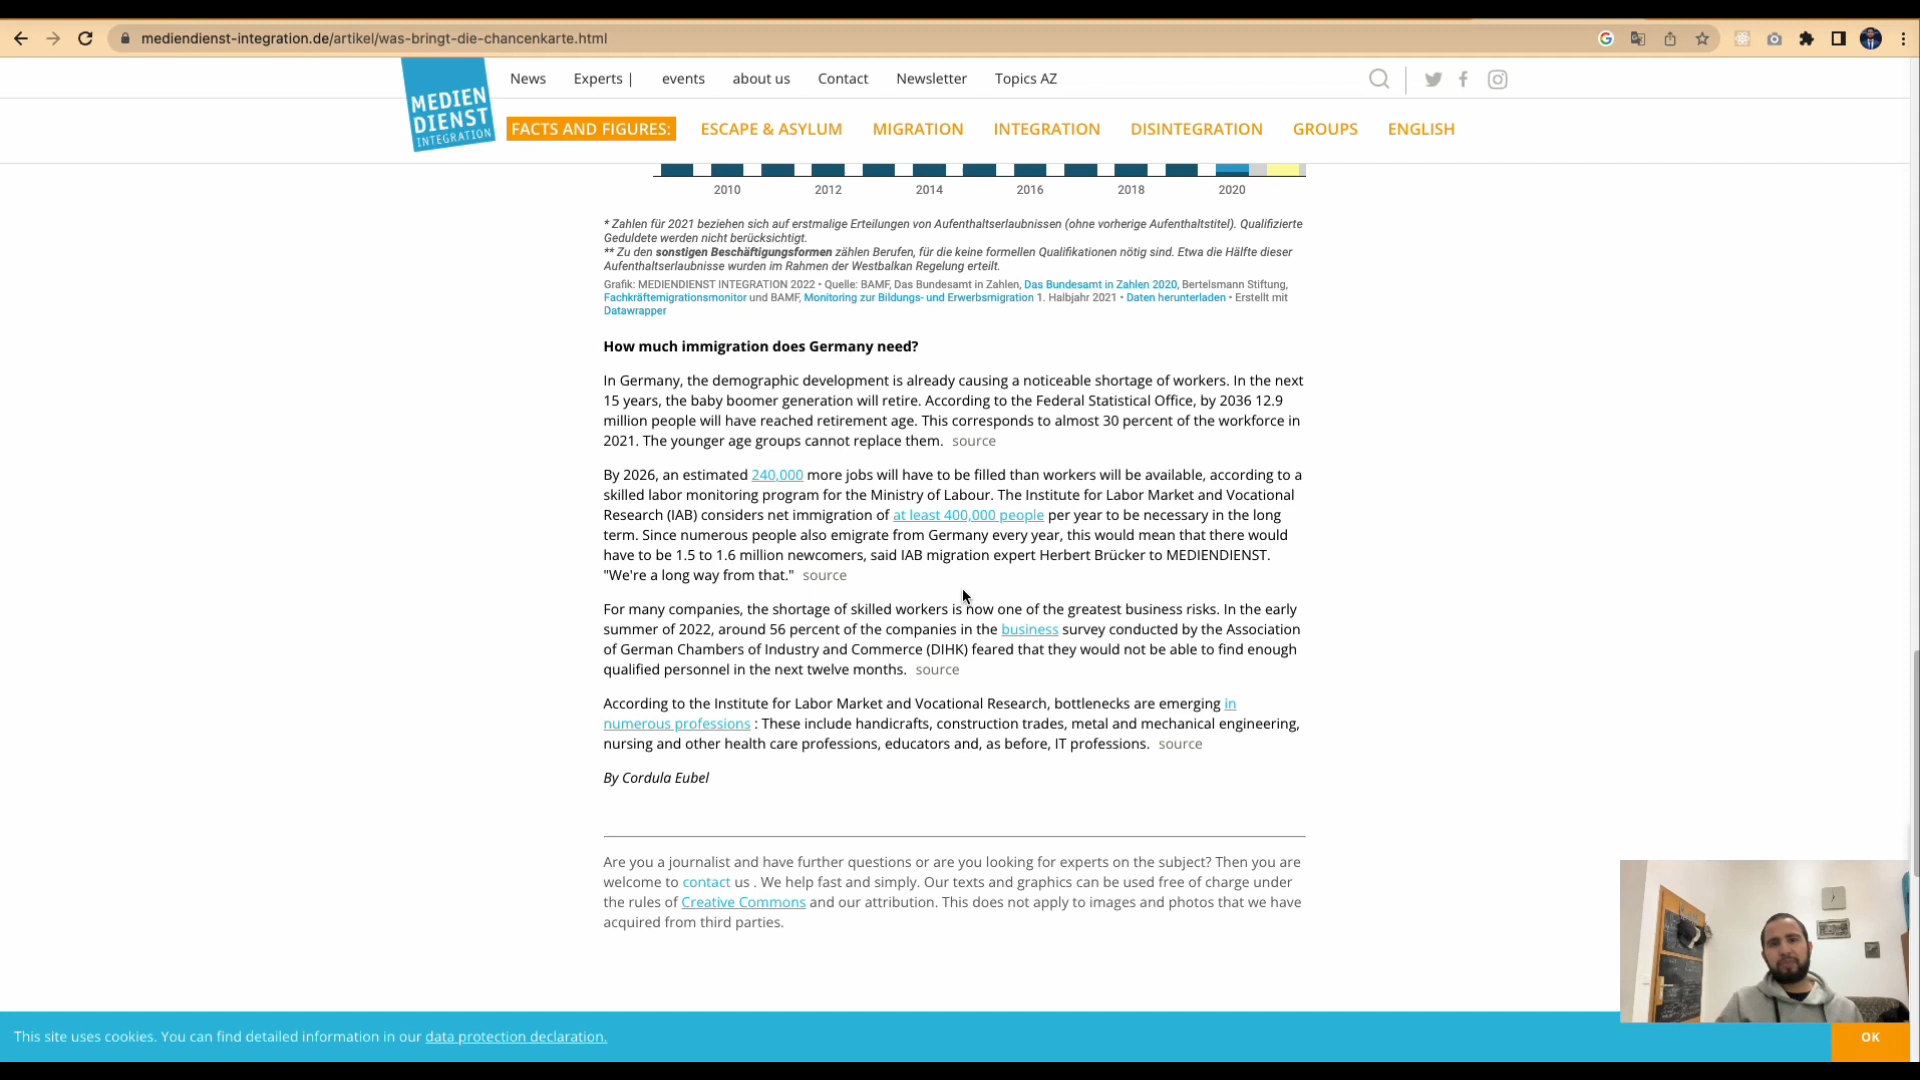 mediendienst-integration.de/artikel/was-bringt-die-chancenkarte.html
MEDIEN
DIENST
INTEGRATION
News Experts | events about us Contact Newsletter Topics AZ
FACTS AND FIGURES: ESCAPE & ASYLUM MIGRATION INTEGRATION DISINTEGRATION GROUPS ENGLISH
2010 2012 2014 2016 2018 2020
* Zahlen für 2021 beziehen sich auf erstmalige Erteilungen von Aufenthaltserlaubnissen (ohne vorherige Aufenthaltstitel). Qualifizierte
Geduldete werden nicht berücksichtigt.
** Zu den sonstigen Beschäftigungsformen zählen Berufen, für die keine formellen Qualifikationen nötig sind. Etwa die Hälfte dieser
Aufenthaltserlaubnisse wurden im Rahmen der Westbalkan Regelung erteilt.
Grafik: MEDIENDIENST INTEGRATION 2022 • Quelle: BAMF, Das Bundesamt in Zahlen, Das Bundesamt in Zahlen 2020, Bertelsmann Stiftung,
Fachkräftemigrationsmonitor und BAMF, Monitoring zur Bildungs- und Erwerbsmigration 1. Halbjahr 2021 • Daten herunterladen • Erstellt mit
Datawrapper
How much immigration does Germany need?
In Germany, the demographic development is already causing a noticeable shortage of workers. In the next
15 years, the baby boomer generation will retire. According to the Federal Statistical Office, by 2036 12.9
million people will have reached retirement age. This corresponds to almost 30 percent of the workforce in
2021. The younger age groups cannot replace them. source
By 2026, an estimated 240,000 more jobs will have to be filled than workers will be available, according to a
skilled labor monitoring program for the Ministry of Labour. The Institute for Labor Market and Vocational
Research (IAB) considers net immigration of at least 400,000 people per year to be necessary in the long
term. Since numerous people also emigrate from Germany every year, this would mean that there would
have to be 1.5 to 1.6 million newcomers, said IAB migration expert Herbert Brücker to MEDIENDIENST.
"We're a long way from that." source
For many companies, the shortage of skilled workers is now one of the greatest business risks. In the early
summer of 2022, around 56 percent of the companies in the business survey conducted by the Association
of German Chambers of Industry and Commerce (DIHK) feared that they would not be able to find enough
qualified personnel in the next twelve months. source
According to the Institute for Labor Market and Vocational Research, bottlenecks are emerging in
numerous professions : These include handicrafts, construction trades, metal and mechanical engineering,
nursing and other health care professions, educators and, as before, IT professions. source
By Cordula Eubel
Are you a journalist and have further questions or are you looking for experts on the subject? Then you are
welcome to contact us . We help fast and simply. Our texts and graphics can be used free of charge under
the rules of Creative Commons and our attribution. This does not apply to images and photos that we have
acquired from third parties.
This site uses cookies. You can find detailed information in our data protection declaration.
OK